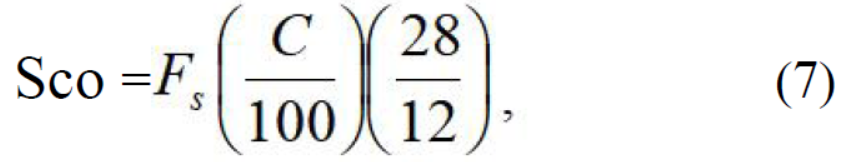 Sco =F_s (C/100)(28/12), (7)